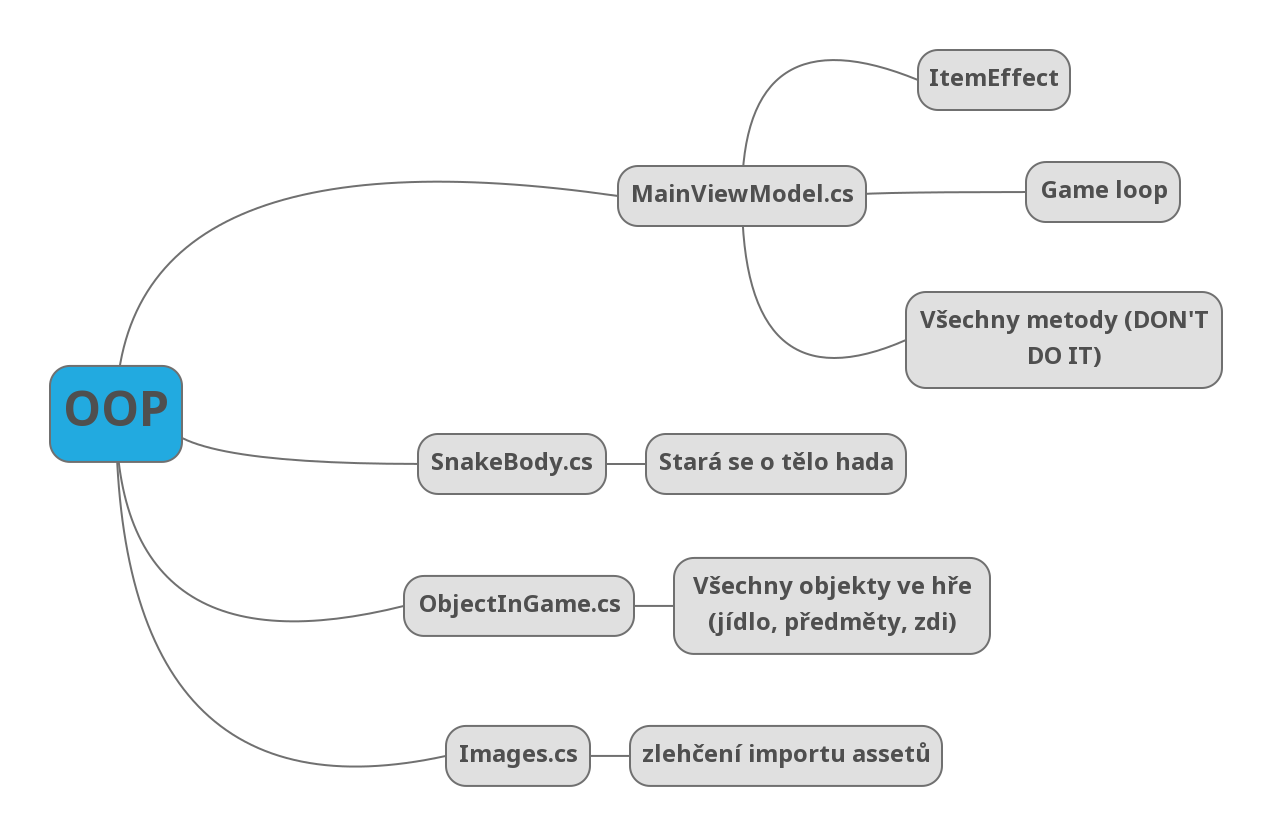 OOP
MainViewModel.cs
ItemEffect
Game loop
Všechny metody (DON'T
DO IT)
SnakeBody.cs
Stará se o tělo hada
ObjectInGame.cs
Všechny objekty ve hře
(jídlo, předměty, zdi)
Images.cs
zlehčení importu assetů